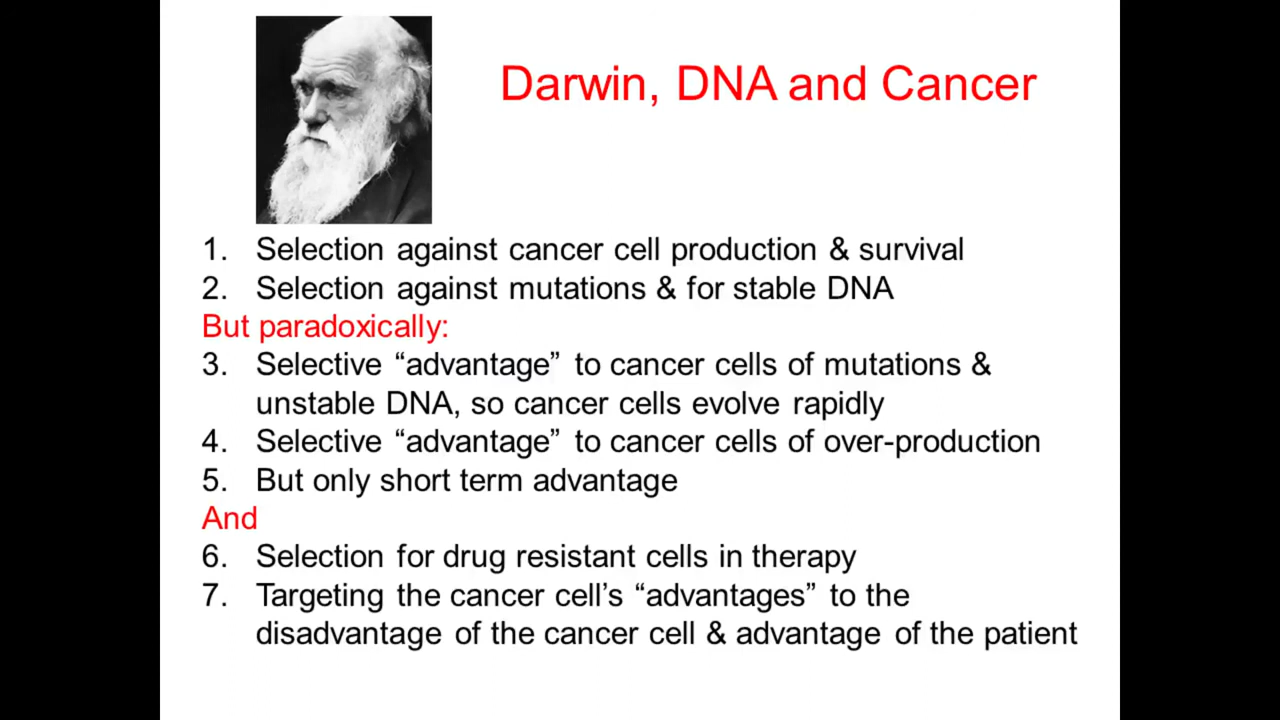 Darwin, DNA and Cancer
1. Selection against cancer cell production & survival
2. Selection against mutations & for stable DNA
But paradoxically:
3. Selective “advantage” to cancer cells of mutations &
unstable DNA, so cancer cells evolve rapidly
4. Selective “advantage” to cancer cells of over-production
5. But only short term advantage
And
6. Selection for drug resistant cells in therapy
7. Targeting the cancer cell’s “advantages” to the
disadvantage of the cancer cell & advantage of the patient